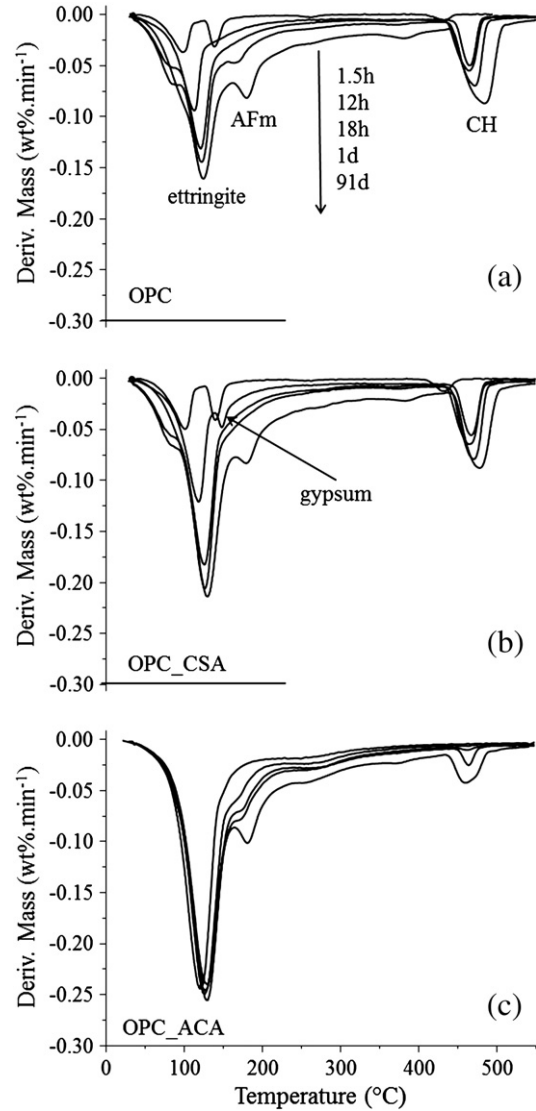 0.00
-0.05
-0.10
-0.15
-0.20
-0.25
-0.30
Deriv. Mass (wt%.min-1)
1.5h
12h
18h
1d
91d
AFm
CH
ettringite
(a)
OPC
0.00
-0.05
-0.10
-0.15
-0.20
-0.25
-0.30
Deriv. Mass (wt%.min-1)
gypsum
(b)
OPC_CSA
0.00
-0.05
-0.10
-0.15
-0.20
-0.25
-0.30
Deriv. Mass (wt%.min-1)
(c)
OPC_ACA
0 100 200 300 400 500
Temperature (°C)